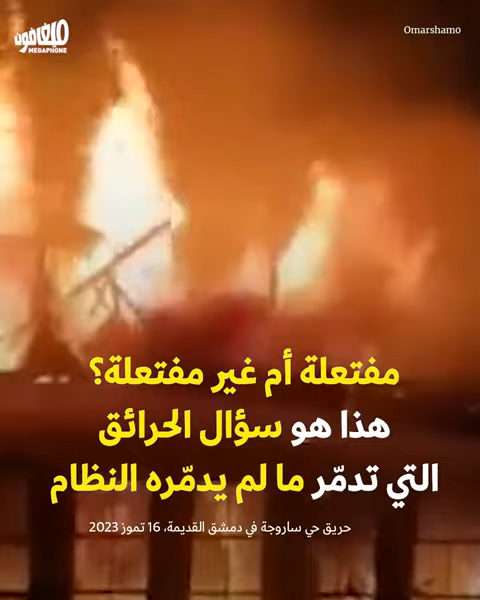 ميغافون
MEGAPHONE
Omarsham0
مفتعلة أم غير مفتعلة؟
هذا هو سؤال الحرائق
التي تدمّر ما لم يدمّره النظام
حريق حي ساروجة في دمشق القديمة، 16 تموز 2023